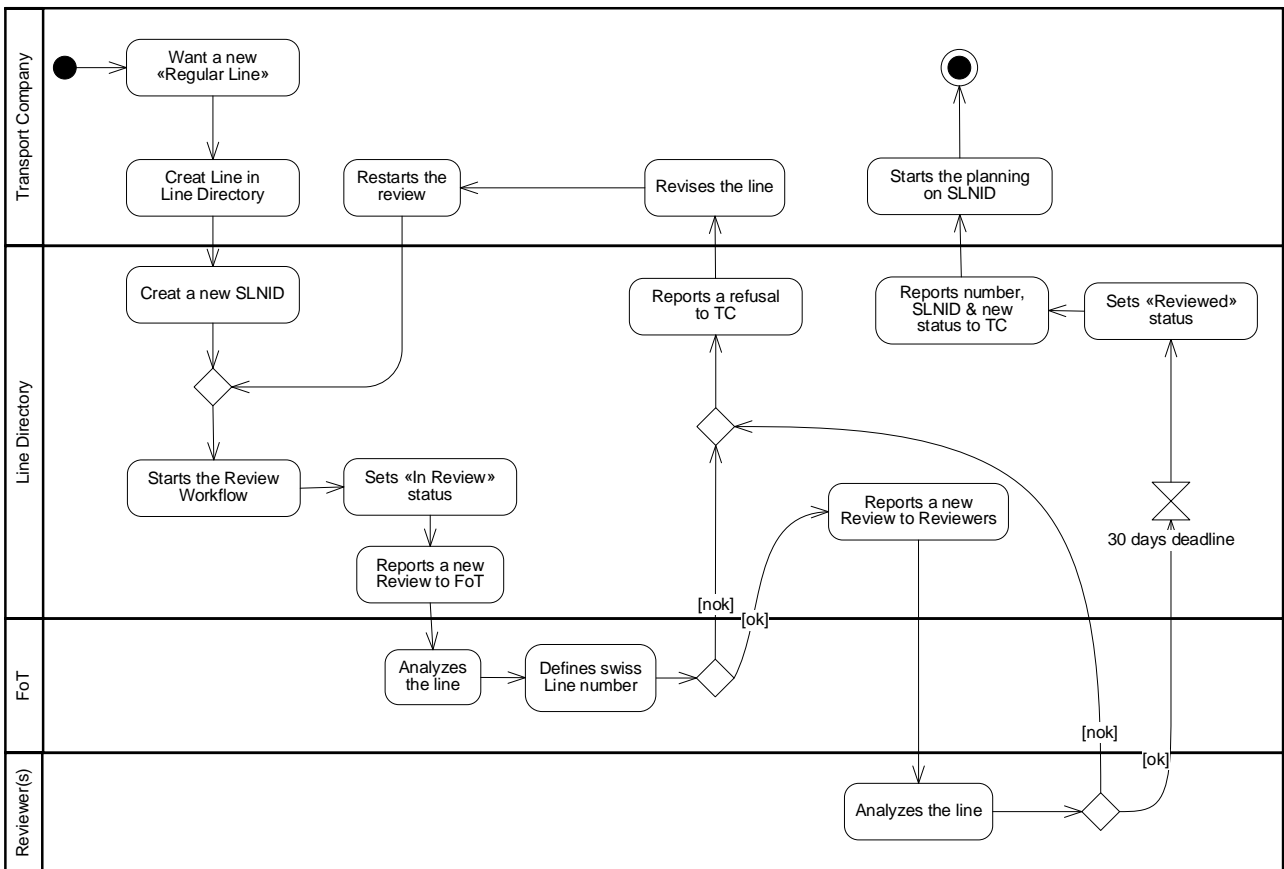 Transport Company
Want a new
«Regular Line»
Creat Line in
Line Directory
Restarts the
review
Revises the line
Starts the planning
on SLNID
Line Directory
Creat a new SLNID
Reports a refusal
to TC
Reports number,
SLNID & new
status to TC
Sets «Reviewed»
status
Starts the Review
Workflow
Sets «In Review»
status
Reports a new
Review to Reviewers
30 days deadline
Reports a new
Review to FoT
[nok]
[ok]
FoT
Analyzes
the line
Defines swiss
Line number
[nok]
[ok]
Reviewer(s)
Analyzes the line